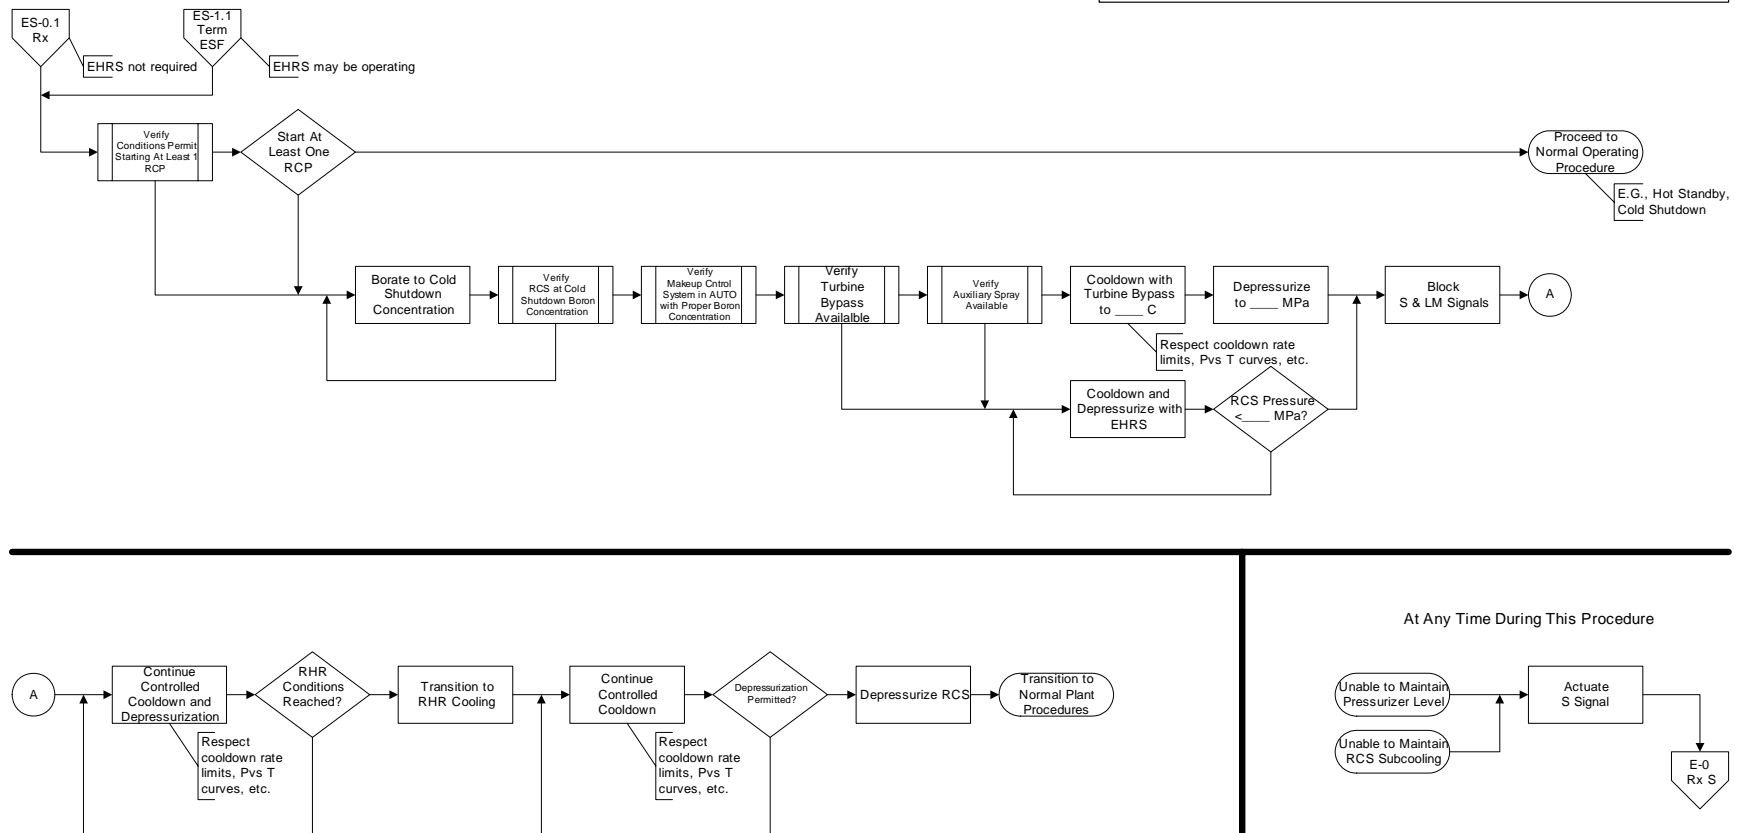 ES-0.1
Rx
ES-1.1
Term
ESF
EHRS not required
EHRS may be operating
Verify
Conditions Permit
Starting At Least 1
RCP
Start At
Least One
RCP
Proceed to
Normal Operating
Procedure
E.G., Hot Standby,
Cold Shutdown
Borate to Cold
Shutdown
Concentration
Verify
RCS at Cold
Shutdown Boron
Concentration
Verify
Makeup Cntrol
System in AUTO
with Proper Boron
Concentration
Verify
Turbine
Bypass
Availalble
Verify
Auxiliary Spray
Available
Cooldown with
Turbine Bypass
to ____ C
Depressurize
to ____ MPa
Block
S & LM Signals
A
Respect cooldown rate
limits, Pvs T curves, etc.
Cooldown and
Depressurize with
EHRS
RCS Pressure
<____ MPa?
At Any Time During This Procedure
A
Continue
Controlled
Cooldown and
Depressurization
RHR
Conditions
Reached?
Transition to
RHR Cooling
Continue
Controlled
Cooldown
Depressurization
Permitted?
Depressurize RCS
Transition to
Normal Plant
Procedures
Respect
cooldown rate
limits, Pvs T
curves, etc.
Respect
cooldown rate
limits, Pvs T
curves, etc.
Unable to Maintain
Pressurizer Level
Actuate
S Signal
Unable to Maintain
RCS Subcooling
E-0
Rx S